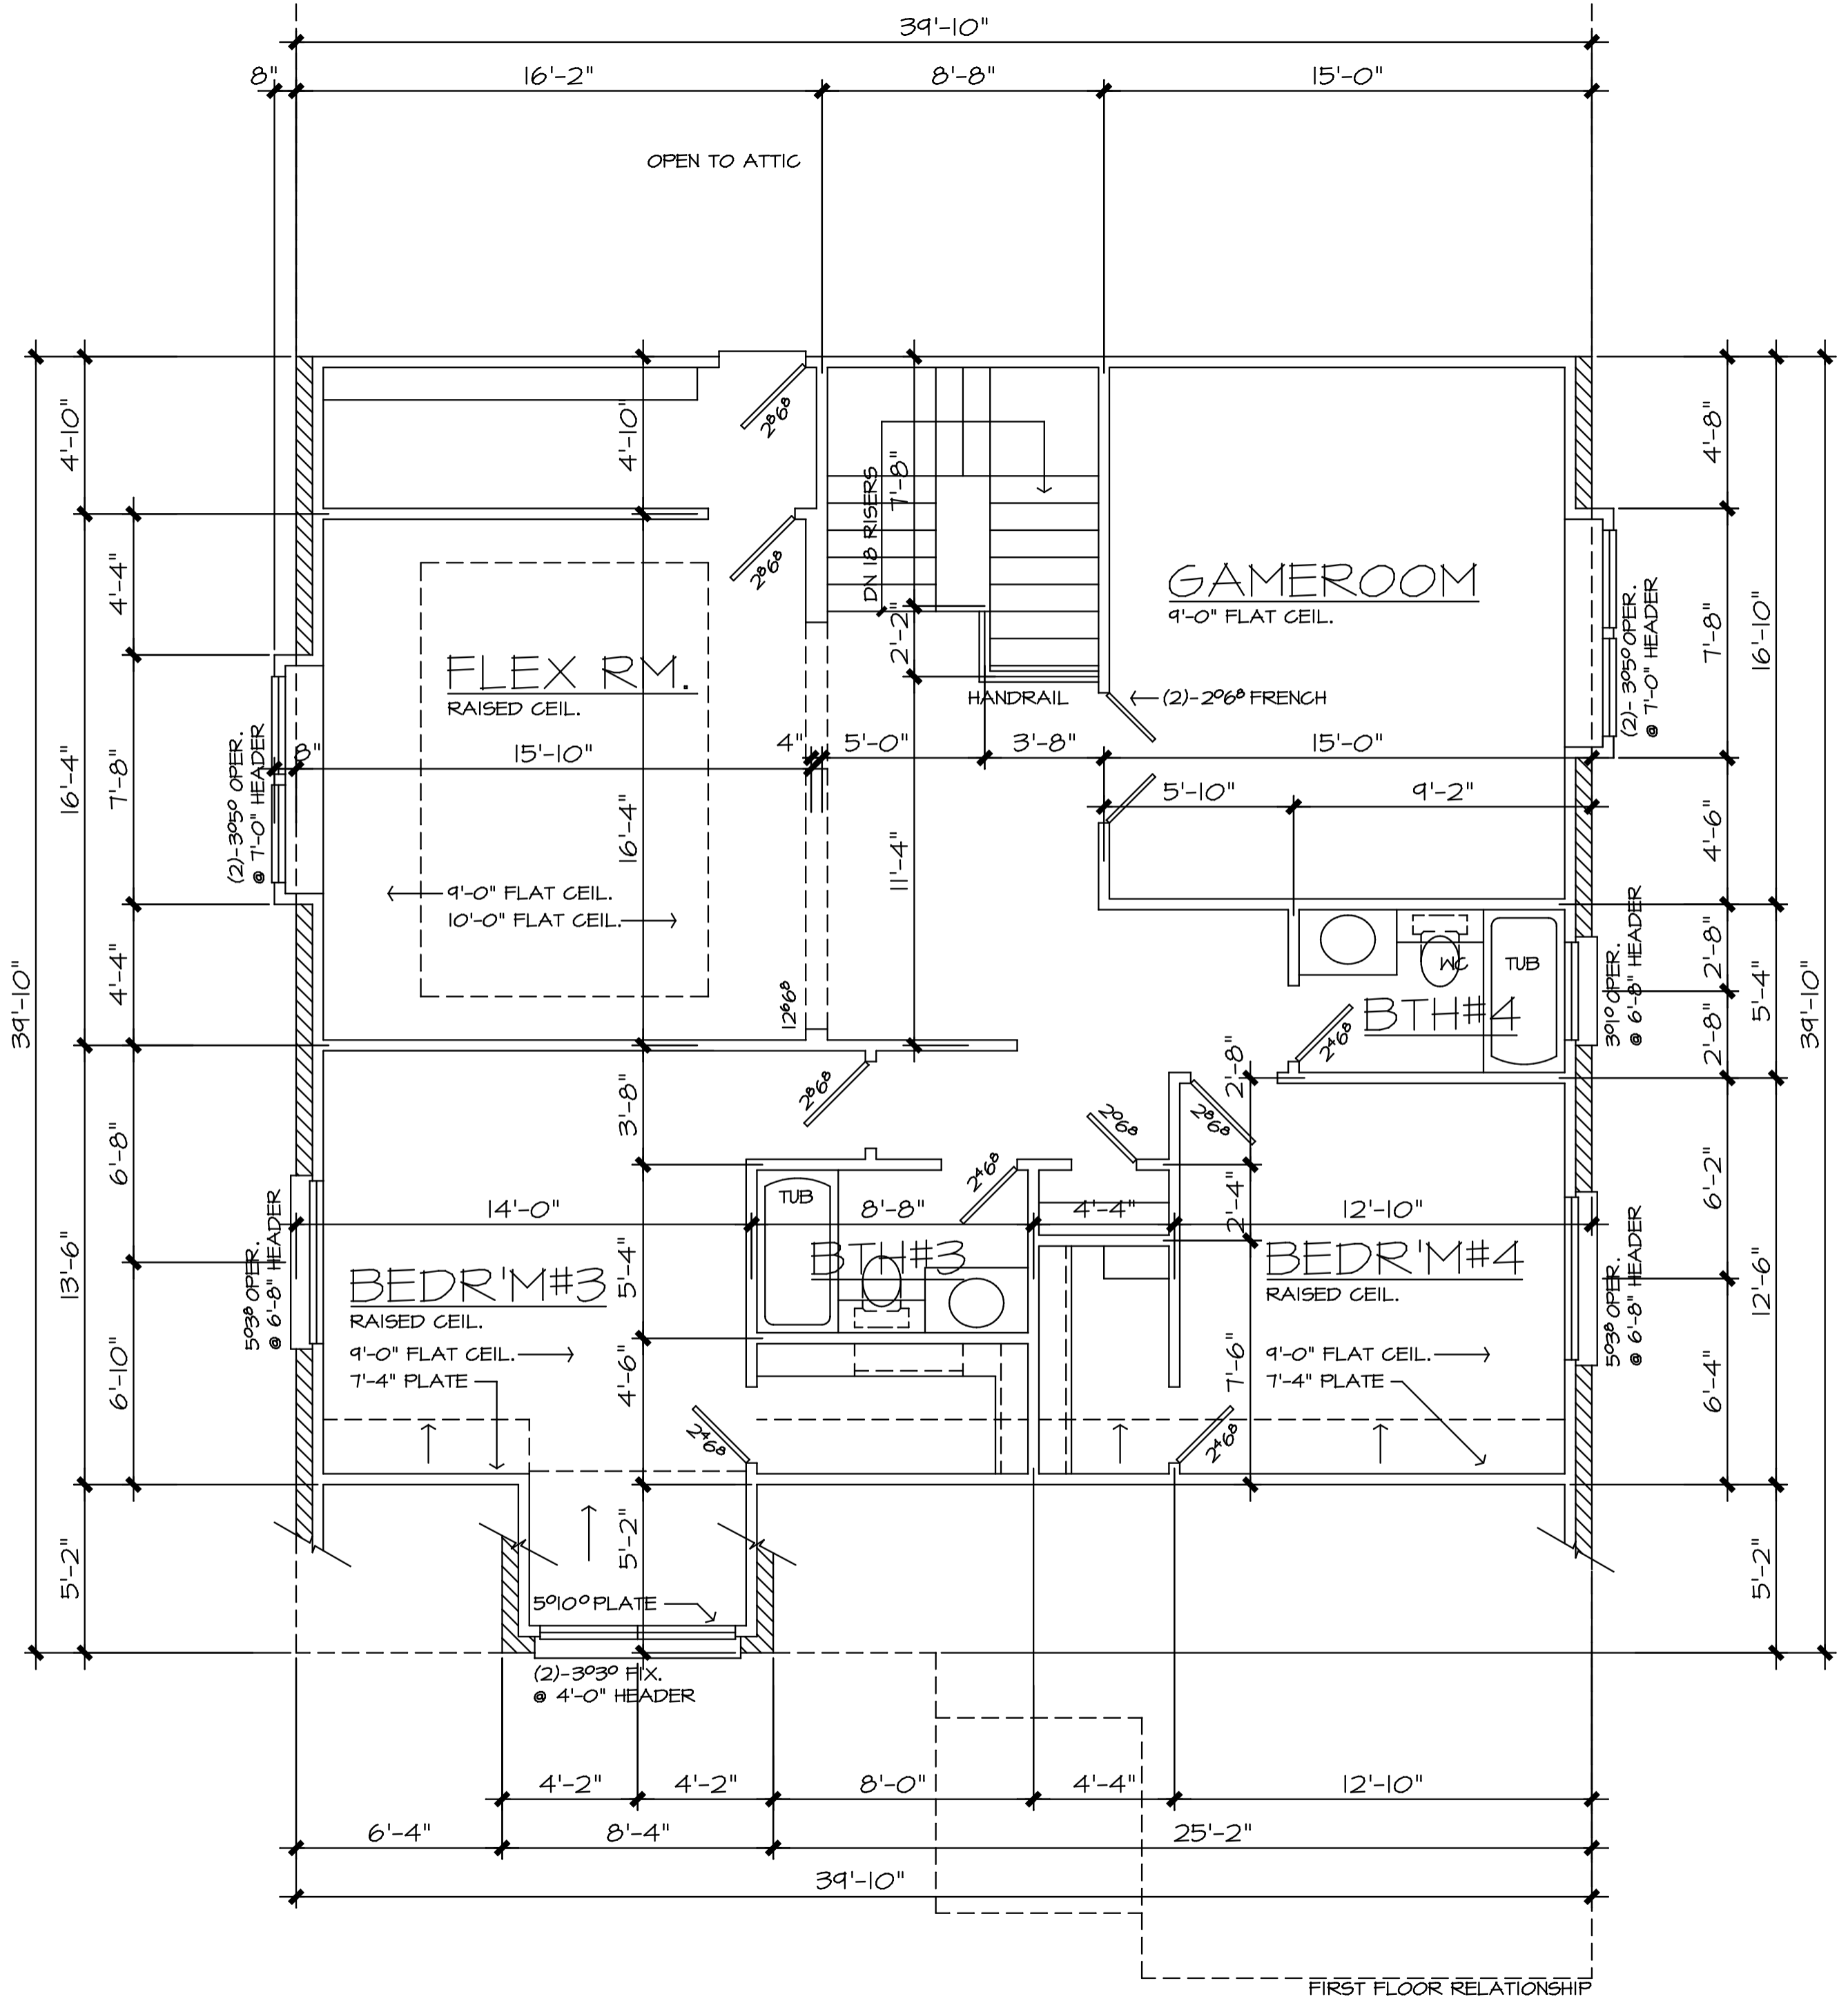 39'-10"
8"
16'-2"
8'-8"
15'-0"
OPEN TO ATTIC
4'-10"
4'-10"
2⁸6⁸
7'-8"
DN 18 RISERS
4'-8"
4'-4"
2⁸6⁸
2'-2"
GAMEROOM
9'-0" FLAT CEIL.
7'-8"
16'-10"
(2)- 3⁰5⁰ OPER.
@ 7'-0" HEADER
FLEX RM.
RAISED CEIL.
HANDRAIL
(2)-2⁰6⁸ FRENCH
16'-4"
7'-8"
(2)-3⁰5⁰ OPER.
@ 7'-0" HEADER
8"
15'-10"
4"
5'-0"
3'-8"
15'-0"
5'-10"
9'-2"
16'-4"
11'-4"
4'-6"
9'-0" FLAT CEIL.
10'-0" FLAT CEIL.
39'-10"
4'-4"
12⁶6⁸
WC
TUB
BTH#4
2⁴6⁸
3⁰1⁰ OPER.
@ 6'-8" HEADER
2'-8"
2'-8"
5'-4"
39'-10"
2⁸6⁸
3'-8"
2'-8"
2⁰6⁸
2⁸6⁸
6'-8"
6'-2"
TUB
2⁴6⁸
2'-4"
14'-0"
8'-8"
4'-4"
12'-10"
13'-6"
5⁰3⁸ OPER.
@ 6'-8" HEADER
BEDR'M#3
RAISED CEIL.
9'-0" FLAT CEIL.
7'-4" PLATE
5'-4"
BTH#3
BEDR'M#4
RAISED CEIL.
9'-0" FLAT CEIL.
7'-4" PLATE
5⁰3⁸ OPER.
@ 6'-8" HEADER
12'-6"
6'-10"
4'-6"
7'-6"
6'-4"
2⁴6⁸
2⁴6⁸
5'-2"
5'-2"
5'-2"
5⁰10⁰ PLATE
(2)-3⁰3⁰ FIX.
@ 4'-0" HEADER
4'-2"
4'-2"
8'-0"
4'-4"
12'-10"
6'-4"
8'-4"
25'-2"
39'-10"
FIRST FLOOR RELATIONSHIP